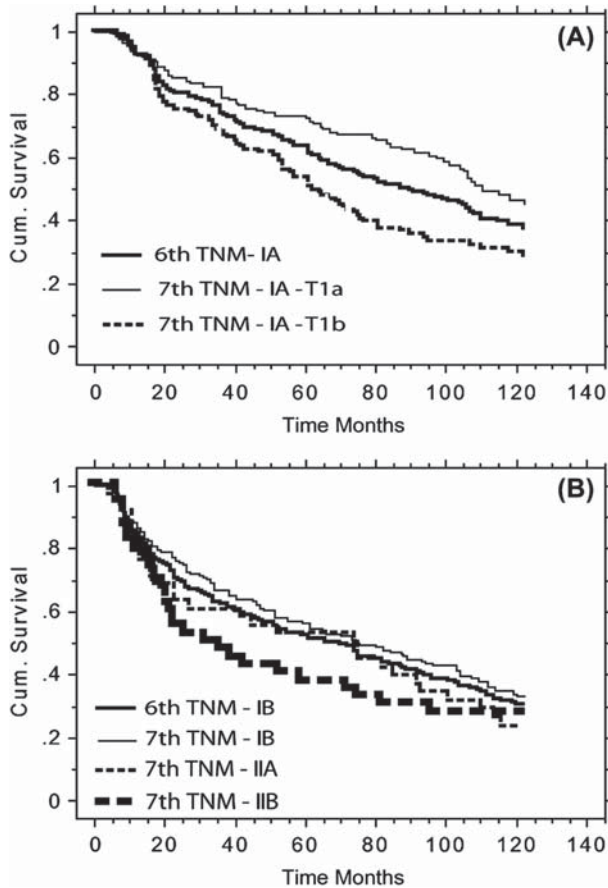 (A)
Cum. Survival
1
.8
.6
.4
.2
0
6th TNM- IA
7th TNM - IA -T1a
7th TNM - IA -T1b
0 20 40 60 80 100 120 140
Time Months
(B)
Cum. Survival
1
.8
.6
.4
.2
0
6th TNM - IB
7th TNM - IB
7th TNM - IIA
7th TNM - IIB
0 20 40 60 80 100 120 140
Time Months